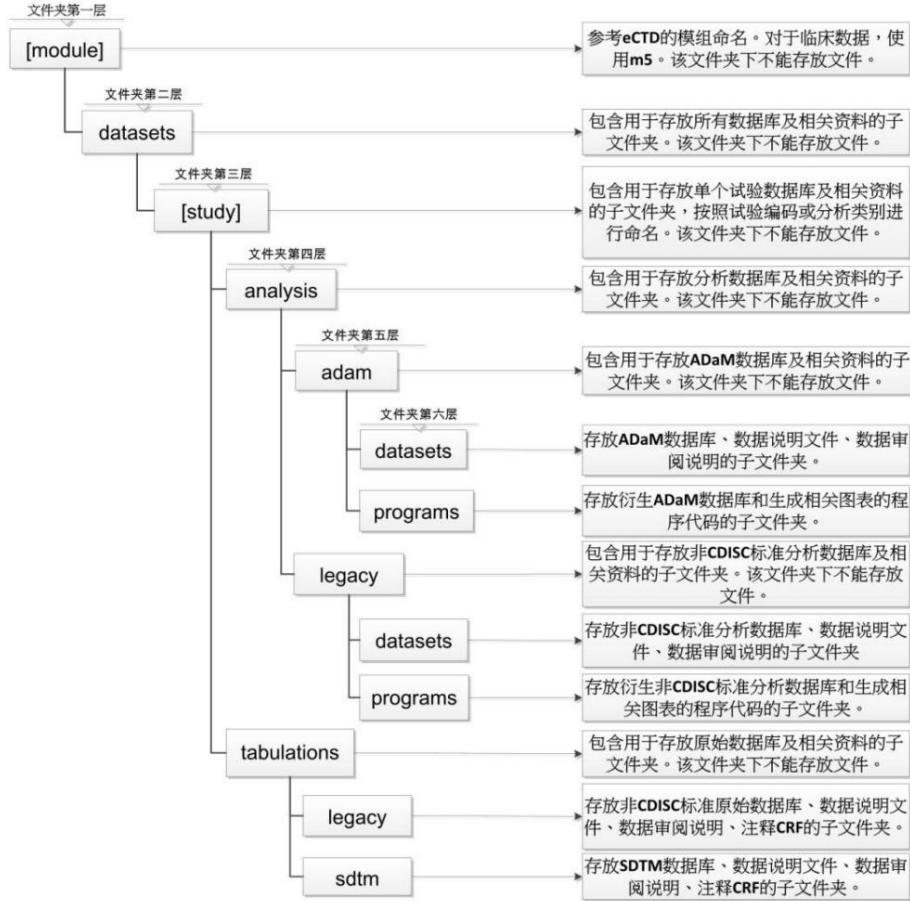 文件夹第一层
[module]
参考eCTD的模组命名。对于临床数据，使
用m5。该文件夹下不能存放文件。
文件夹第二层
datasets
包含用于存放所有数据库及相关资料的子
文件夹。该文件夹下不能存放文件。
文件夹第三层
[study]
包含用于存放单个试验数据库及相关资料
的子文件夹，按照试验编码或分析类别进
行命名。该文件夹下不能存放文件。
文件夹第四层
analysis
包含用于存放分析数据库及相关资料的子
文件夹。该文件夹下不能存放文件。
文件夹第五层
adam
包含用于存放ADaM数据库及相关资料的子
文件夹。该文件夹下不能存放文件。
文件夹第六层
datasets
存放ADaM数据库、数据说明文件、数据审
阅说明的子文件夹。
programs
存放衍生ADaM数据库和生成相关图表的程
序代码的子文件夹。
legacy
包含用于存放非CDISC标准分析数据库及相
关资料的子文件夹。该文件夹下不能存放
文件。
datasets
存放非CDISC标准分析数据库、数据说明文
件、数据审阅说明的子文件夹
programs
存放衍生非CDISC标准分析数据库和生成相
关图表的程序代码的子文件夹。
tabulations
包含用于存放原始数据库及相关资料的子
文件夹。该文件夹下不能存放文件。
legacy
存放非CDISC标准原始数据库、数据说明文
件、数据审阅说明、注释CRF的子文件夹。
sdtm
存放SDTM数据库、数据说明文件、数据审
阅说明、注释CRF的子文件夹。